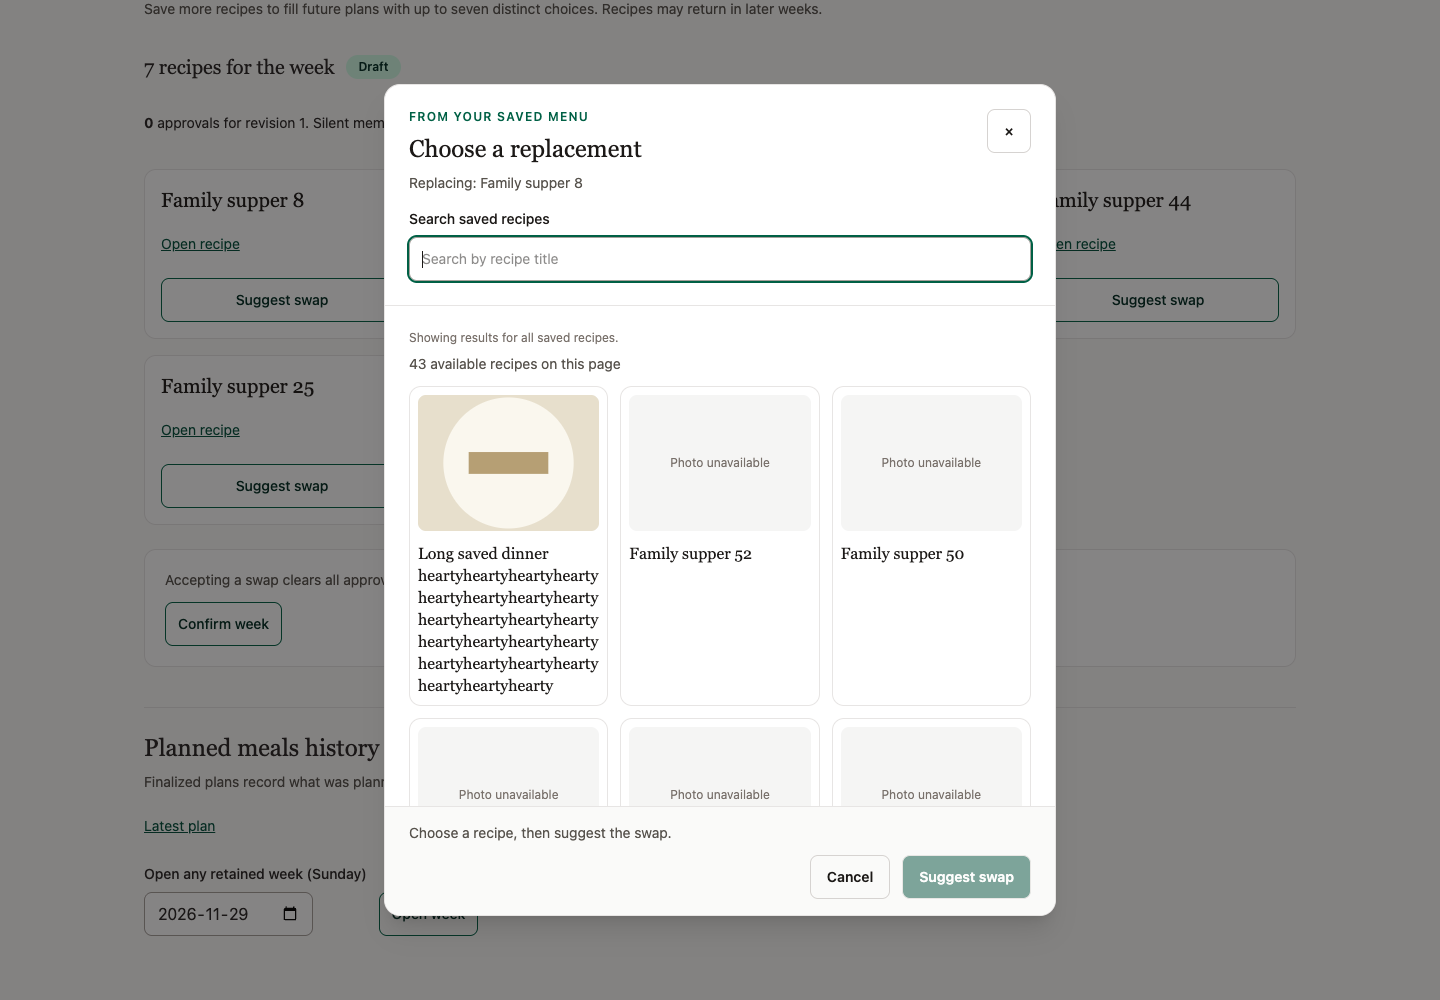 Save more recipes to fill future plans with up to seven distinct choices. Recipes may return in later weeks.
7 recipes for the week
Draft
0 approvals for revision 1. Silent mem
Family supper 8
Open recipe
Suggest swap
mily supper 44
en recipe
Suggest swap
Family supper 25
Open recipe
Suggest swap
Accepting a swap clears all approv
Confirm week
Planned meals history
Finalized plans record what was plan
Latest plan
Open any retained week (Sunday)
2026-11-29
Open week
FROM YOUR SAVED MENU
Choose a replacement
×
Replacing: Family supper 8
Search saved recipes
Search by recipe title
Showing results for all saved recipes.
43 available recipes on this page
Long saved dinner
heartyheartyheartyhearty
heartyheartyheartyhearty
heartyheartyheartyhearty
heartyheartyheartyhearty
heartyheartyheartyhearty
heartyheartyhearty
Photo unavailable
Family supper 52
Photo unavailable
Family supper 50
Photo unavailable
Photo unavailable
Photo unavailable
Choose a recipe, then suggest the swap.
Cancel
Suggest swap